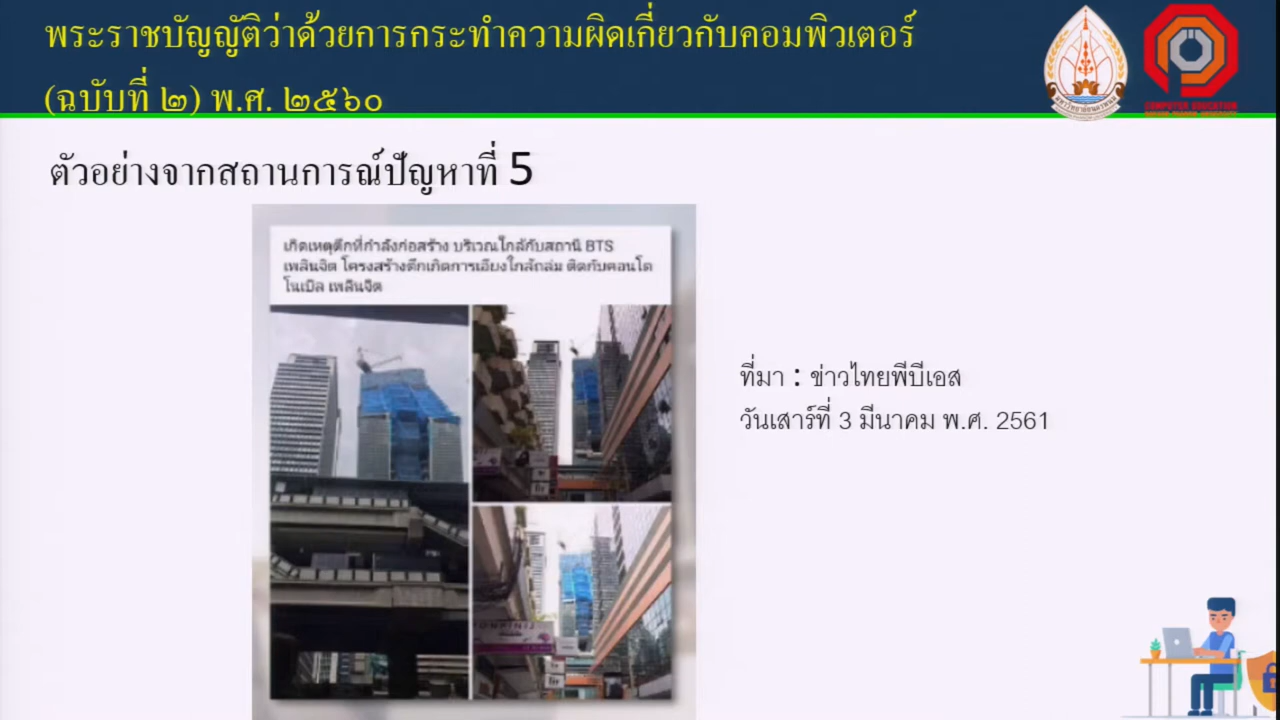 พระราชบัญญัติว่าด้วยการกระทำความผิดเกี่ยวกับคอมพิวเตอร์
(ฉบับที่ ๒) พ.ศ. ๒๕๖๐
COMPUTER EDUCATION
ตัวอย่างจากสถานการณ์ปัญหาที่ 5
เกิดเหตุตึกที่กำลังก่อสร้าง บริเวณใกล้กับสถานี BTS
เพลินจิต โครงสร้างตึกเกิดการเอียงใกล้ถล่ม ติดกับคอนโด
โนเบิล เพลินจิต
ที่มา : ข่าวไทยพีบีเอส
วันเสาร์ที่ 3 มีนาคม พ.ศ. 2561